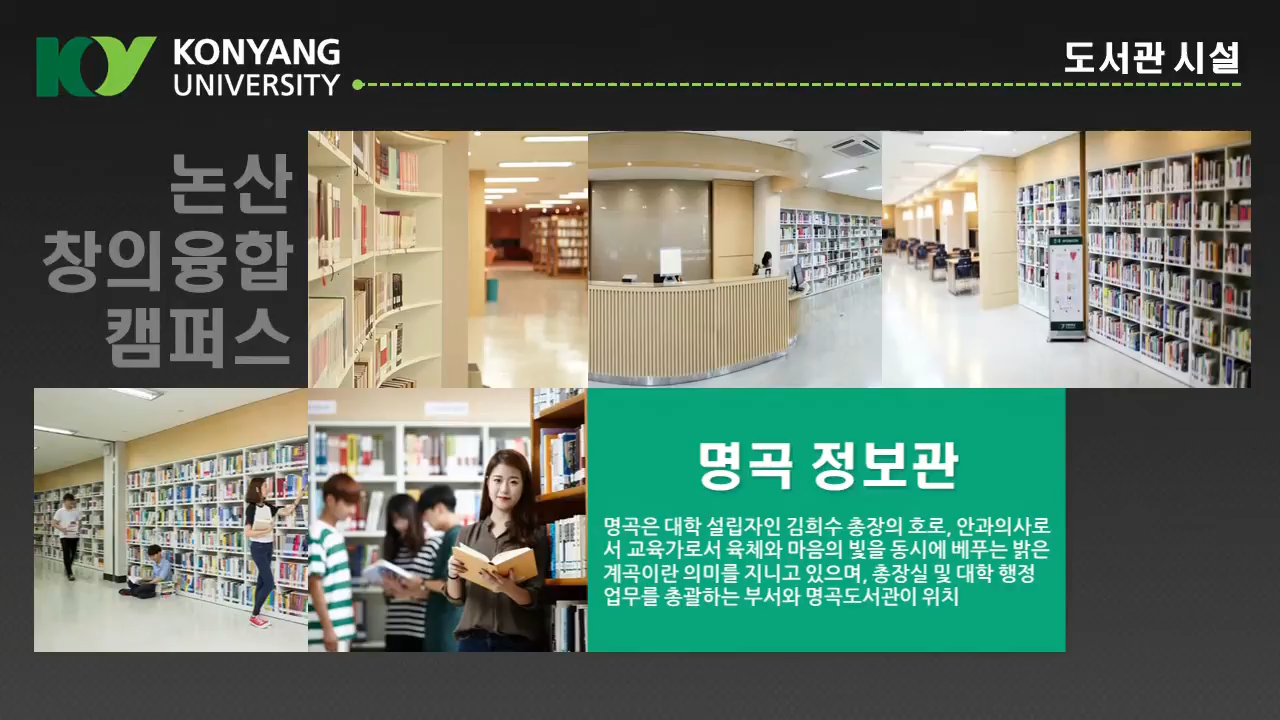 KONYANG
UNIVERSITY
도서관 시설
논산
창의융합
캠퍼스
명곡 정보관
명곡은 대학 설립자인 김희수 총장의 호로, 안과의사로
서 교육가로서 육체와 마음의 빛을 동시에 베푸는 밝은
계곡이란 의미를 지니고 있으며, 총장실 및 대학 행정
업무를 총괄하는 부서와 명곡도서관이 위치